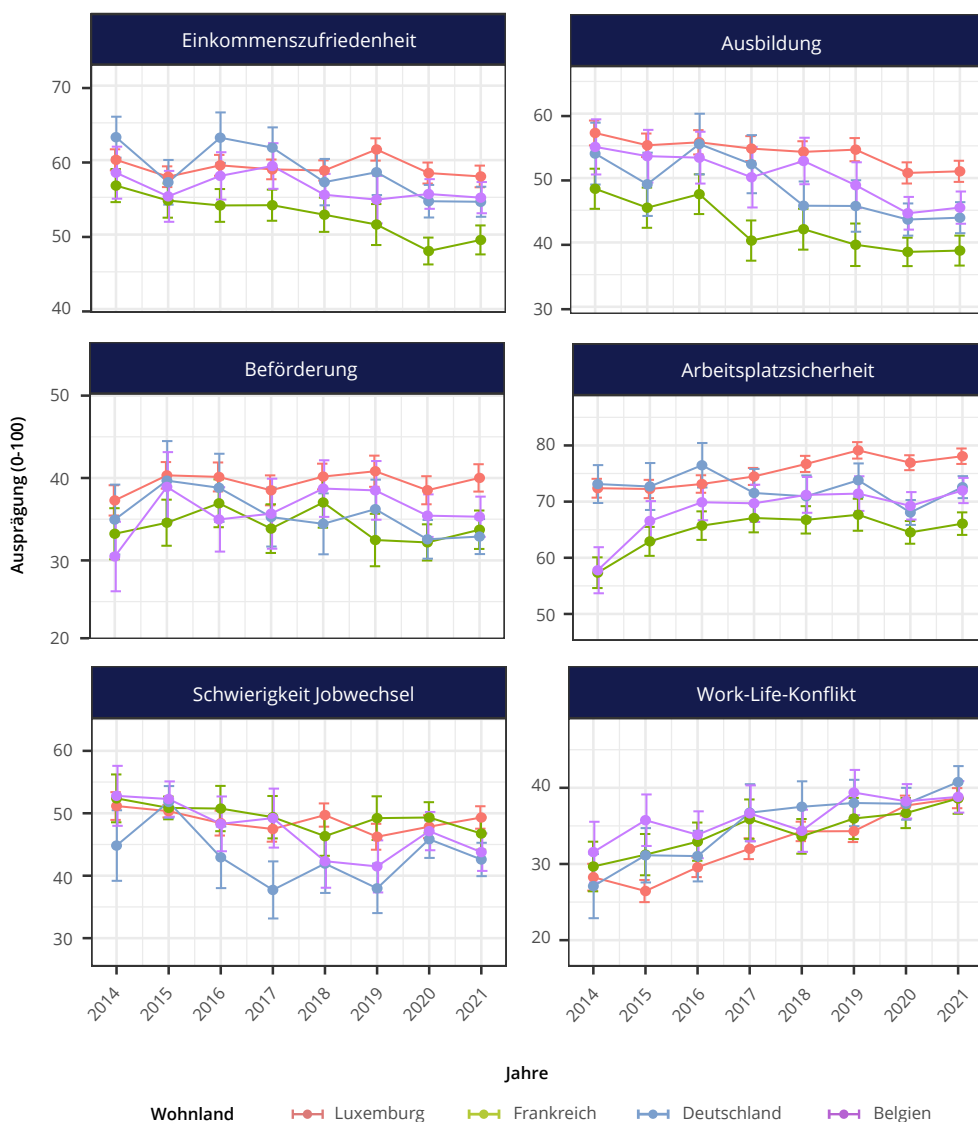 Einkommenszufriedenheit
Ausbildung
70
60
50
40
60
50
40
30
Beförderung
Arbeitsplatzsicherheit
50
40
30
20
80
70
60
50
Ausprägung (0-100)
Schwierigkeit Jobwechsel
Work-Life-Konflikt
60
50
40
30
40
30
20
2014 2015 2016 2017 2018 2019 2020 2021
2014 2015 2016 2017 2018 2019 2020 2021
Jahre
Wohnland Luxemburg Frankreich Deutschland Belgien